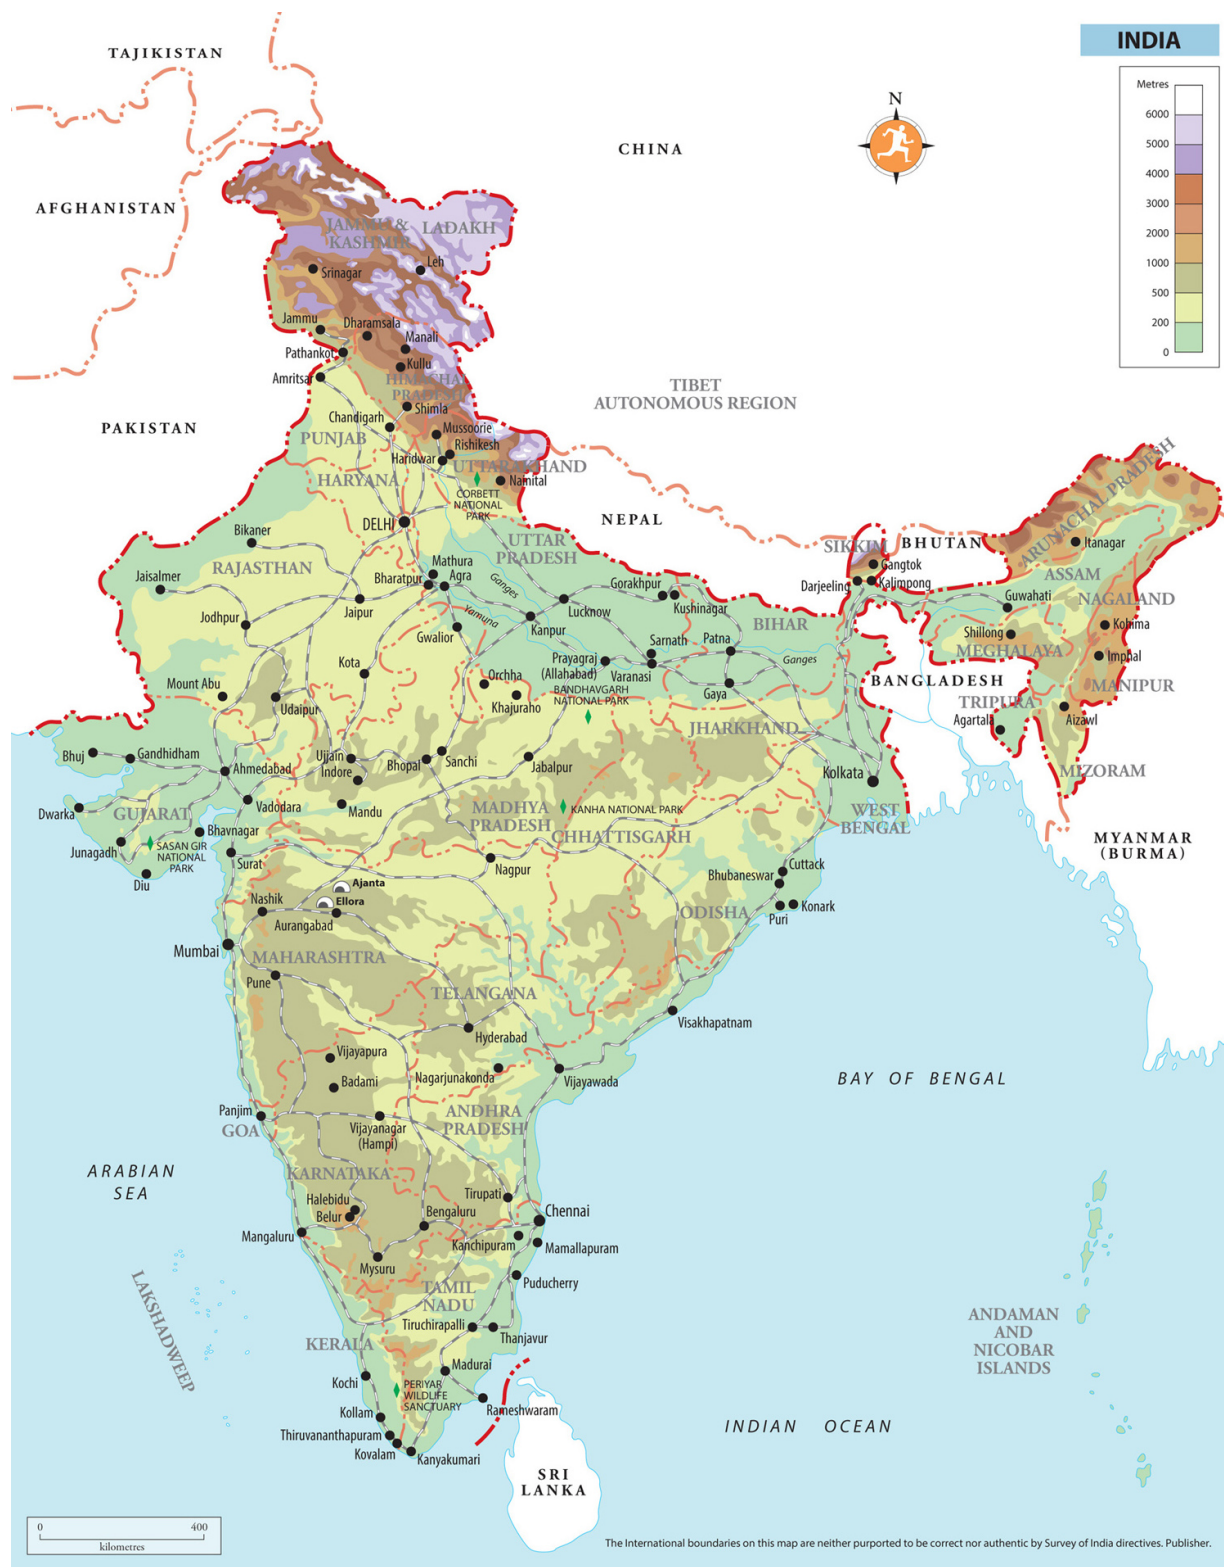 INDIA
TAJIKISTAN
Metres
6000
5000
4000
3000
2000
1000
500
200
0
N
CHINA
AFGHANISTAN
JAMMU &
KASHMIR
LADAKH
Leh
Srinagar
Jammu
Dharamsala
Manali
Pathankot
Kullu
Amritsar
HIMACHAL
PRADESH
TIBET
AUTONOMOUS REGION
Shimla
Chandigarh
PAKISTAN
Mussoorie
PUNJAB
Rishikesh
Haridwar
UTTARAKHAND
HARYANA
Nainital
CORBETT
NATIONAL
PARK
ARUNACHAL PRADESH
DELHI
NEPAL
Bikaner
UTTAR
PRADESH
SIKKIM
BHUTAN
Itanagar
RAJASTHAN
Mathura
Gangtok
Jaisalmer
Bharatpur
Agra
Ganges
Gorakhpur
Darjeeling
Kalimpong
ASSAM
Guwahati
NAGALAND
Jaipur
Yamuna
Lucknow
Kushinagar
Jodhpur
Gwalior
Kanpur
BIHAR
Shillong
Kohima
Sarnath
Patna
MEGHALAYA
Imphal
Kota
Prayagraj
(Allahabad)
Varanasi
Ganges
Orchha
BANGLADESH
Mount Abu
BANDHAVGARH
NATIONAL PARK
Gaya
MANIPUR
Udaipur
Khajuraho
TRIPURA
Agartala
Aizawl
JHARKHAND
Bhuj
Gandhidham
Ujjain
Ahmedabad
Indore
Bhopal
Sanchi
Jabalpur
Kolkata
MIZORAM
Dwarka
GUJARAT
Vadodara
Mandu
MADHYA
PRADESH
KANHA NATIONAL PARK
WEST
BENGAL
Bhavnagar
CHHATTISGARH
MYANMAR
(BURMA)
Junagadh
SASAN GIR
NATIONAL
PARK
Surat
Nagpur
Cuttack
Diu
Bhubaneswar
Ajanta
Nashik
Ellora
Konark
Aurangabad
ODISHA
Puri
Mumbai
MAHARASHTRA
Pune
TELANGANA
Visakhapatnam
Hyderabad
Vijayapura
Nagarjunakonda
Badami
Vijayawada
BAY OF BENGAL
Panjim
GOA
ANDHRA
PRADESH
Vijayanagar
(Hampi)
ARABIAN
SEA
KARNATAKA
Tirupati
Halebidu
Belur
Bengaluru
Chennai
Mangaluru
Kanchipuram
Mamallapuram
Mysuru
Puducherry
TAMIL
NADU
LAKSHADWEEP
Tiruchirapalli
Thanjavur
ANDAMAN
AND
NICOBAR
ISLANDS
KERALA
Madurai
Kochi
PERIYAR
WILDLIFE
SANCTUARY
Rameshwaram
Kollam
INDIAN OCEAN
Thiruvananthapuram
Kovalam
Kanyakumari
SRI
LANKA
0 400
kilometres
The International boundaries on this map are neither purported to be correct nor authentic by Survey of India directives. Publisher.